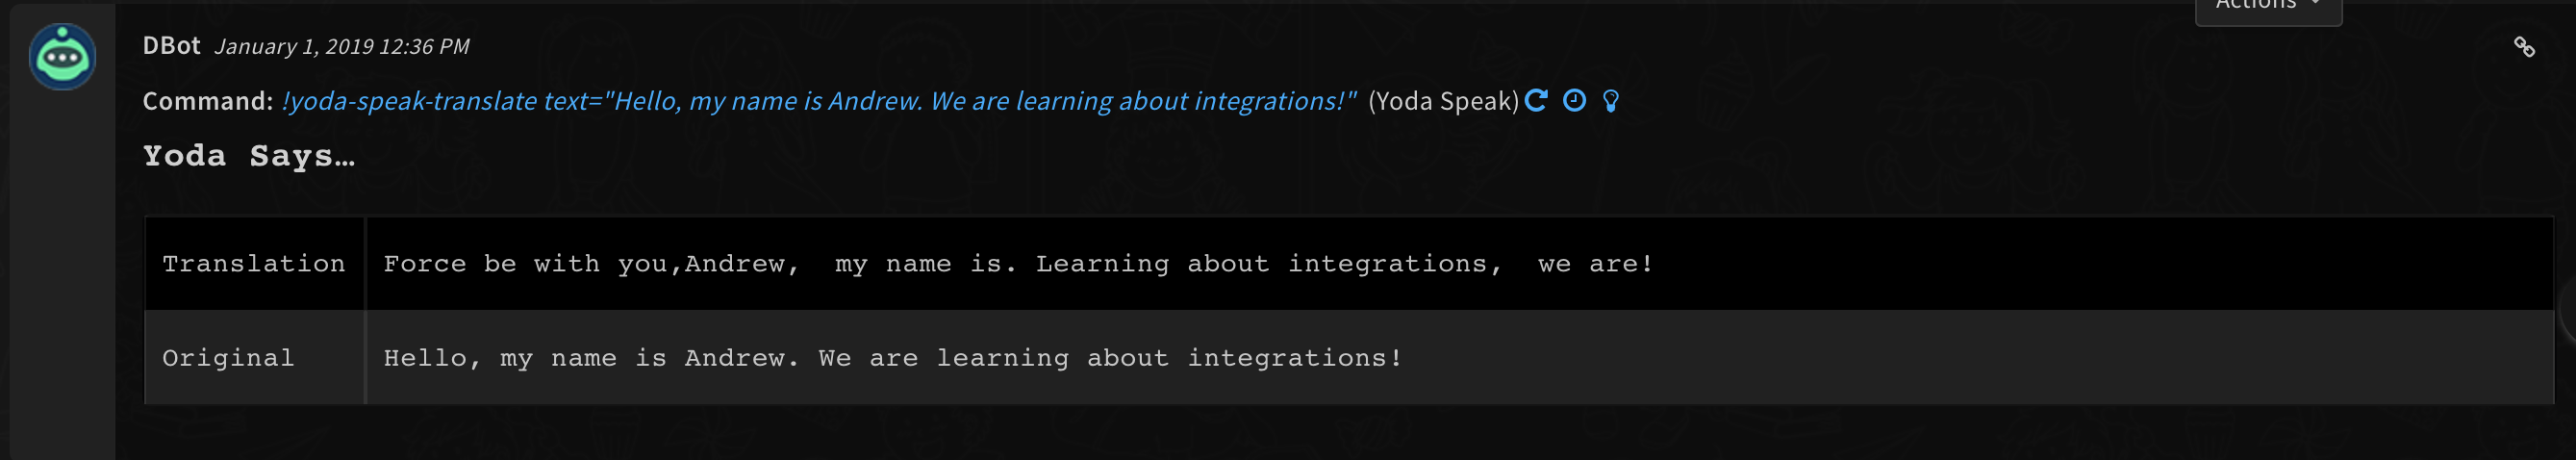 Actions
DBot January 1, 2019 12:36 PM
Command: !yoda-speak-translate text="Hello, my name is Andrew. We are learning about integrations!" (Yoda Speak)
Yoda Says…
Translation Force be with you,Andrew,  my name is. Learning about integrations,  we are!
Original Hello, my name is Andrew. We are learning about integrations!